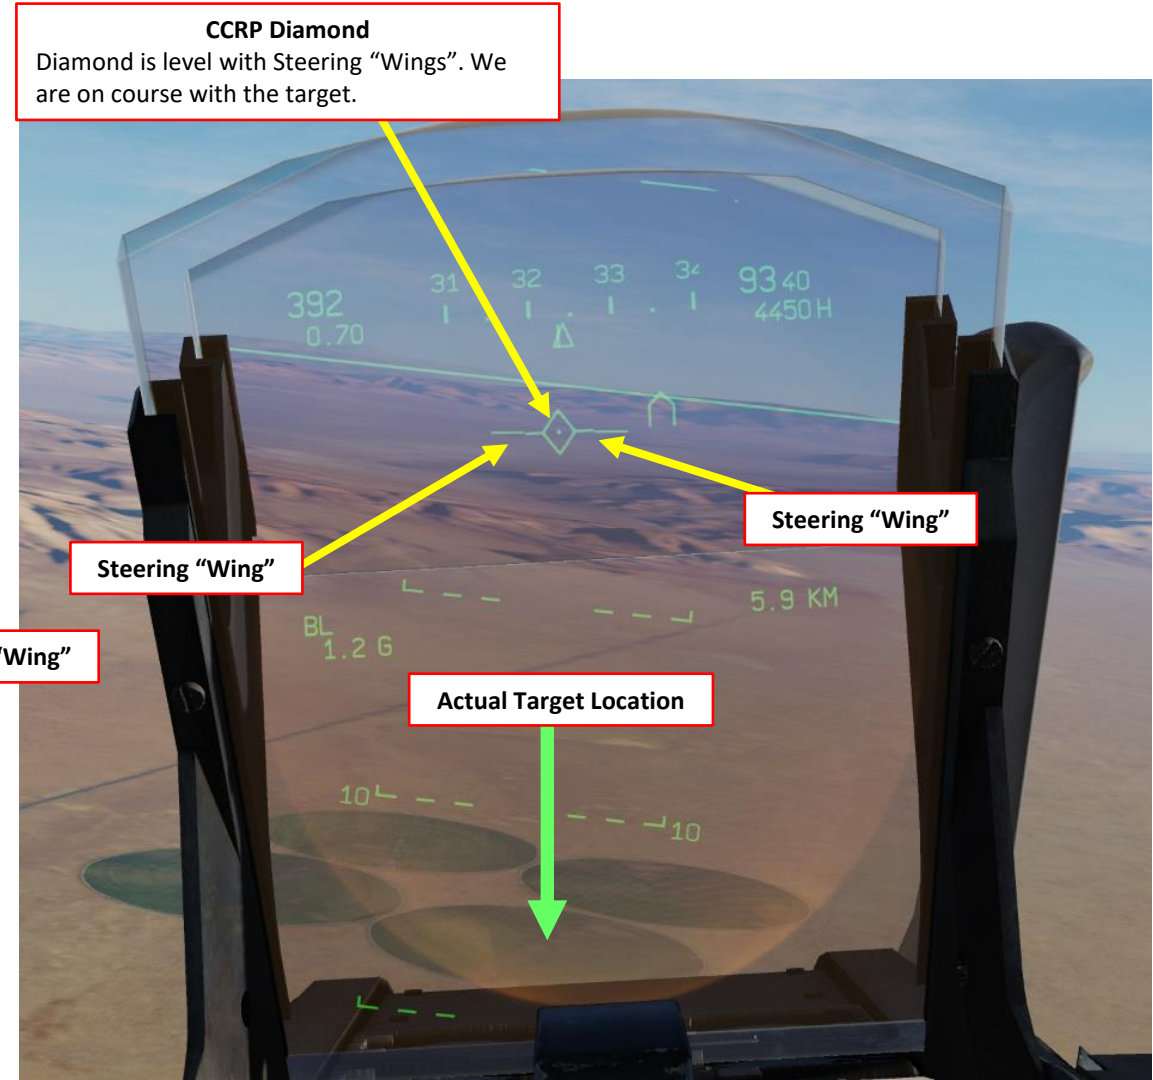 CCRP Diamond
Diamond is level with Steering “Wings”. We
are on course with the target.
31 32 33 34
392
0.70
9340
4450H
Steering “Wing”
Steering “Wing”
5.9 KM
BL
1.2 G
“Wing”
Actual Target Location
10
10